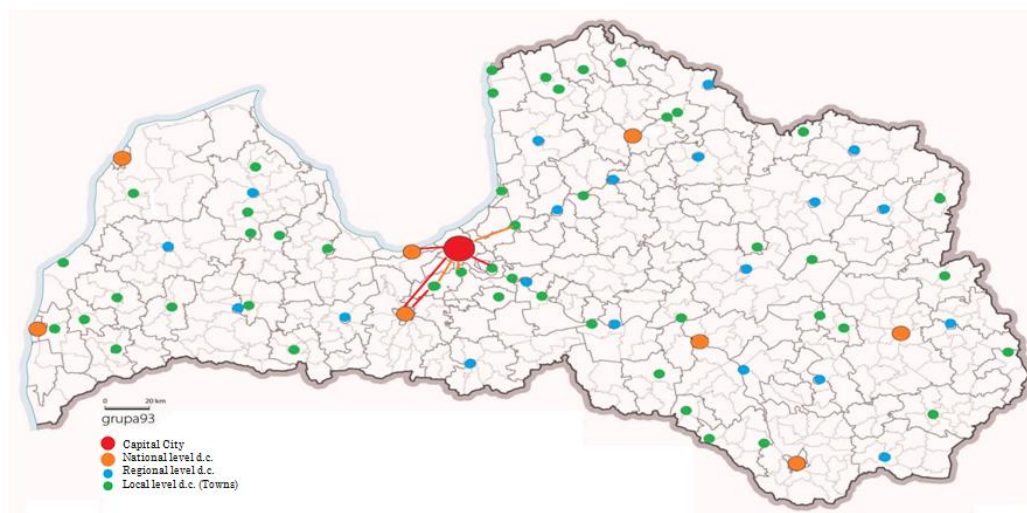 0 20 km
grupa93
Capital City
National level d.c.
Regional level d.c.
Local level d.c. (Towns)